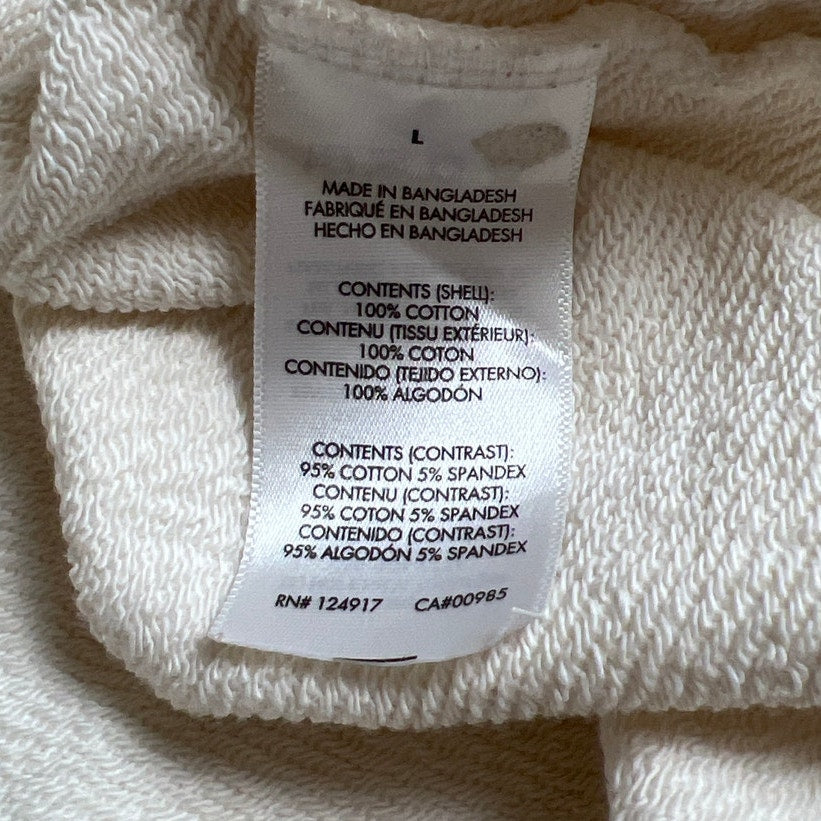 L
MADE IN BANGLADESH
FABRIQUÉ EN BANGLADESH
HECHO EN BANGLADESH
CONTENTS (SHELL):
100% COTTON
CONTENU (TISSU EXTÉRIEUR):
100% COTON
CONTENIDO (TEJIDO EXTERNO):
100% ALGODÓN
CONTENTS (CONTRAST):
95% COTTON 5% SPANDEX
CONTENU (CONTRAST):
95% COTON 5% SPANDEX
CONTENIDO (CONTRAST):
95% ALGODÓN 5% SPANDEX
RN# 124917 CA#00985